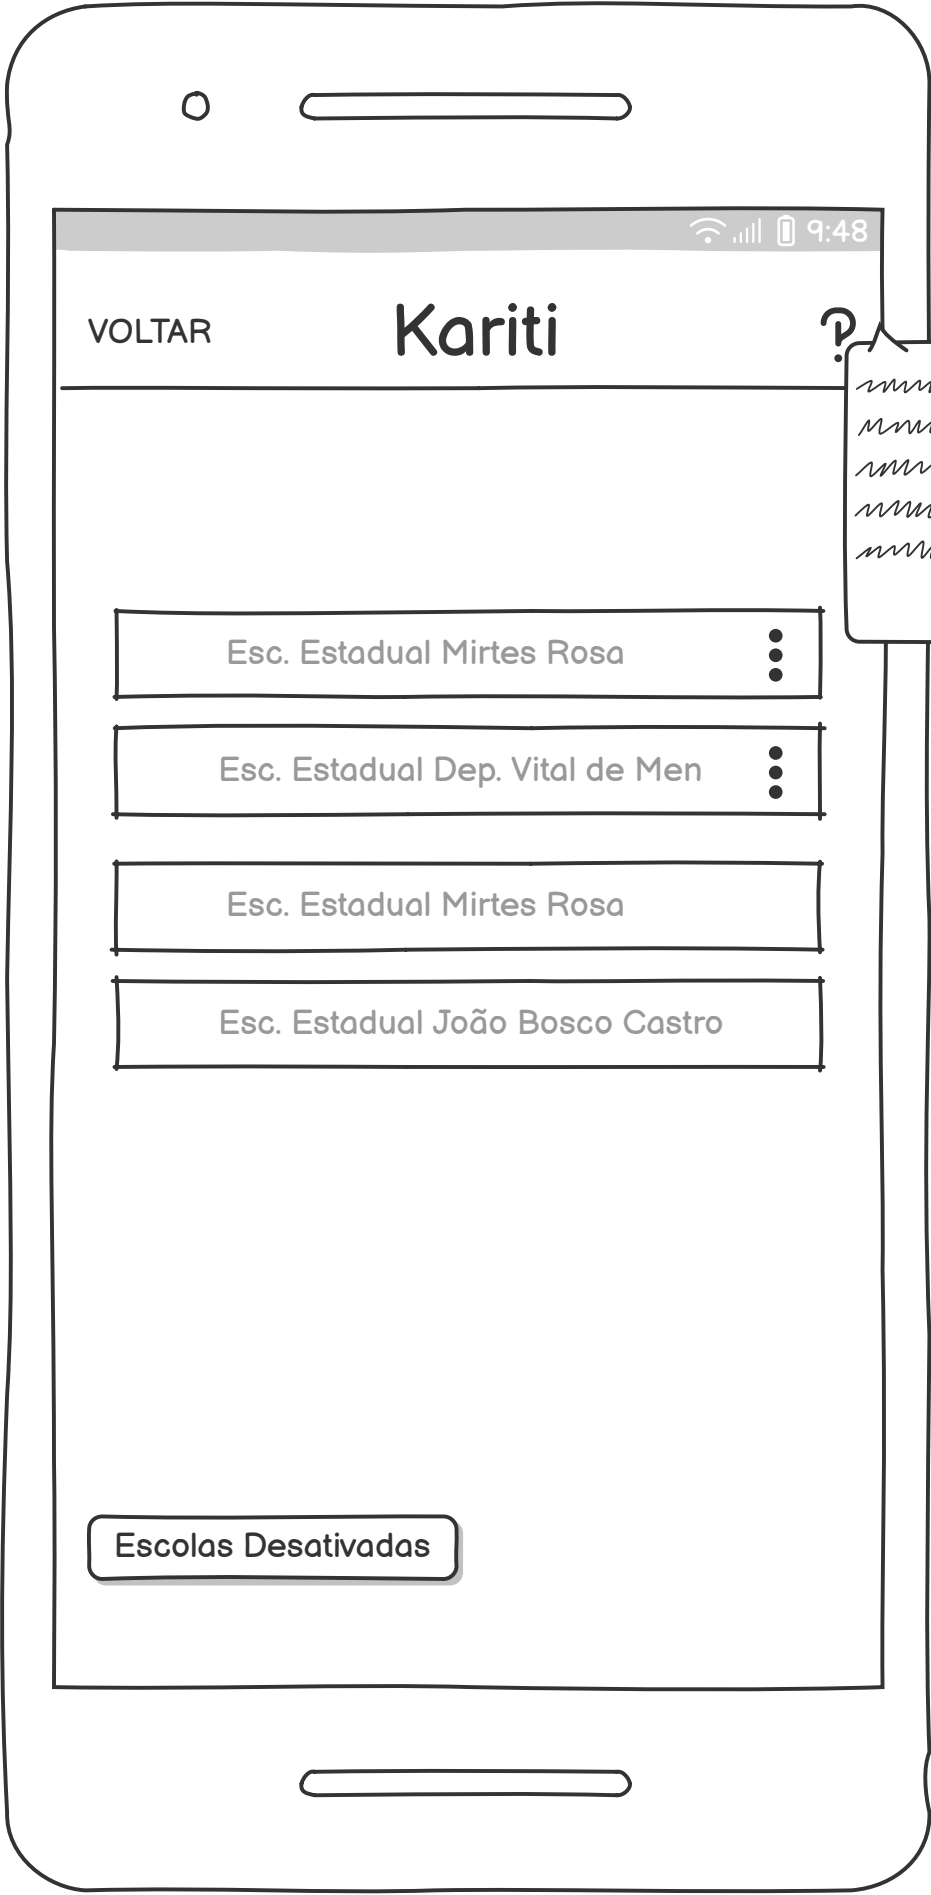 9:48
VOLTAR Kariti ?
Esc. Estadual Mirtes Rosa
Esc. Estadual Dep. Vital de Men
Esc. Estadual Mirtes Rosa
Esc. Estadual João Bosco Castro
Escolas Desativadas